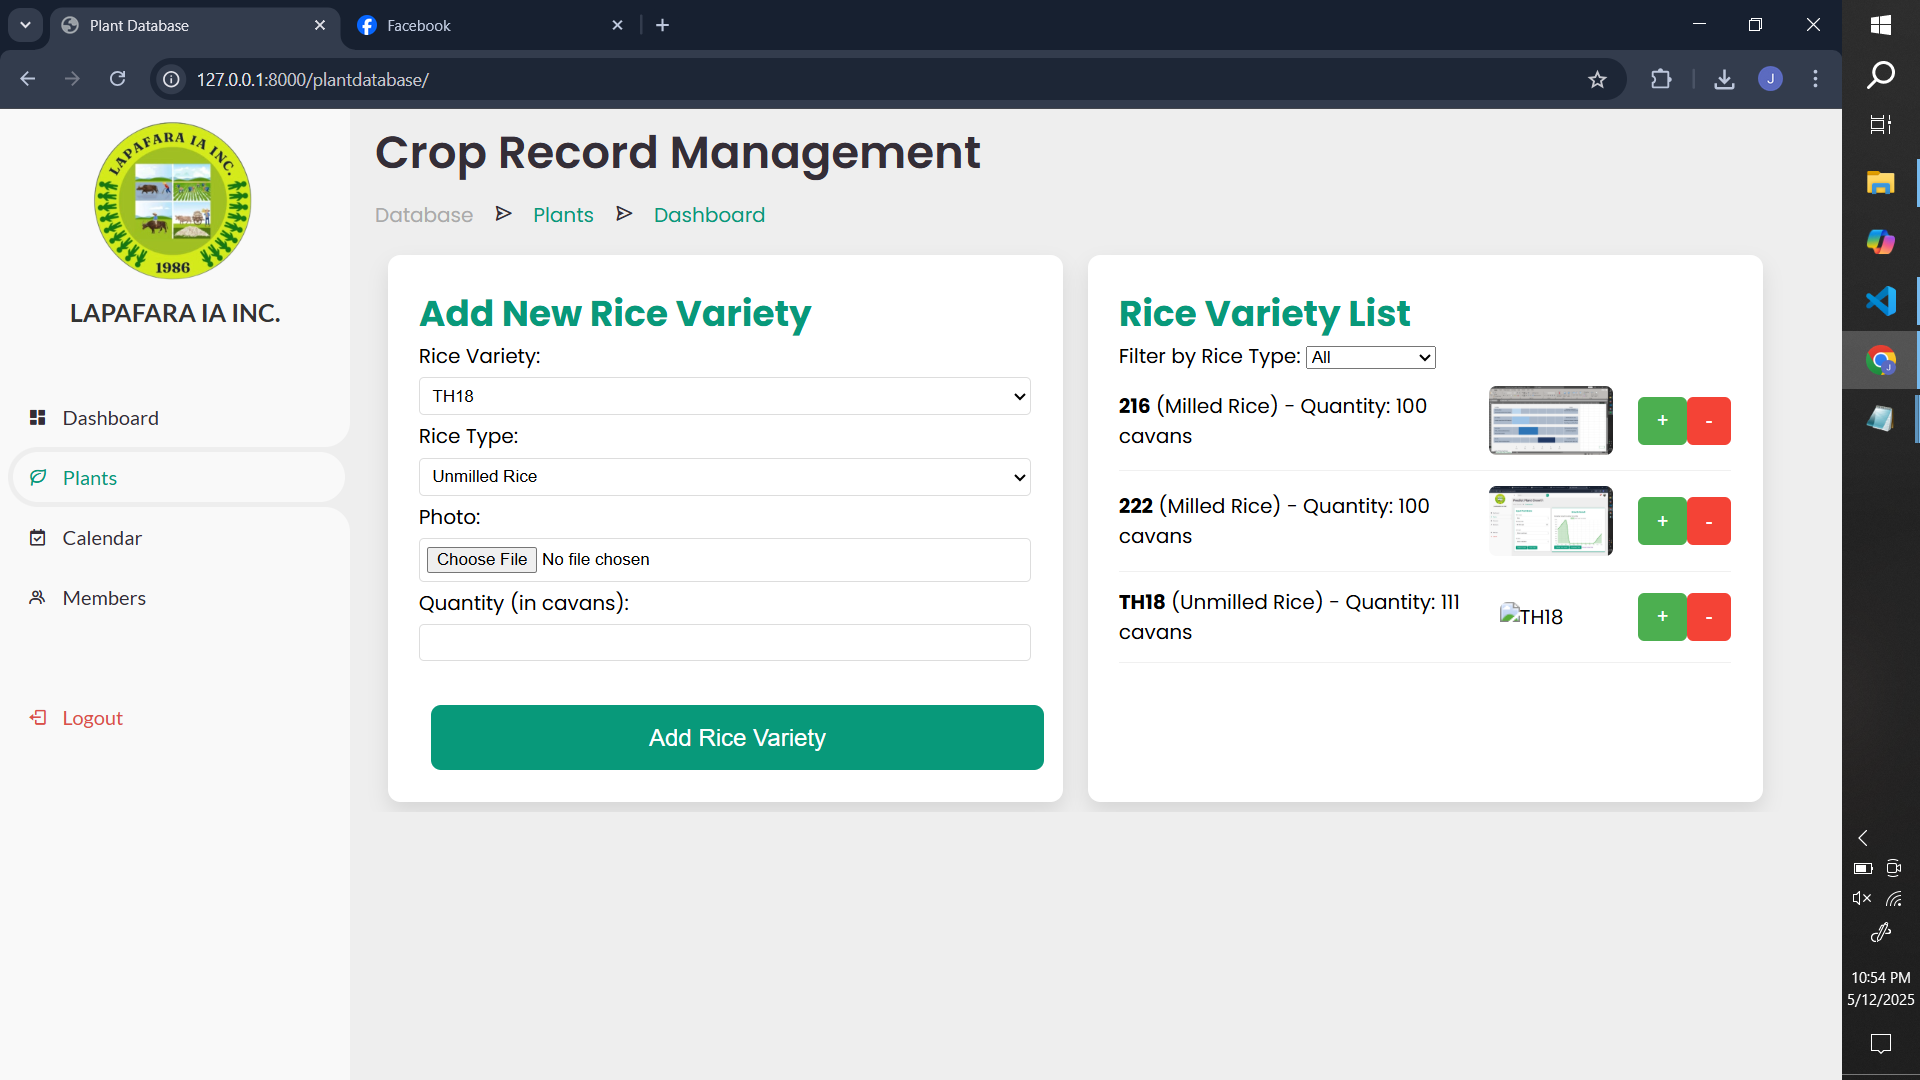 Plant Database
Facebook
127.0.0.1:8000/plantdatabase/
J
LAPAFARA IA INC.
1986
LAPAFARA IA INC.
Dashboard
Plants
Calendar
Members
Logout
Crop Record Management
Database
Plants
Dashboard
Add New Rice Variety
Rice Variety:
TH18
Rice Type:
Unmilled Rice
Photo:
Choose File No file chosen
Quantity (in cavans):
Add Rice Variety
Rice Variety List
Filter by Rice Type: All
216 (Milled Rice) - Quantity: 100
cavans
+ -
222 (Milled Rice) - Quantity: 100
cavans
+ -
TH18 (Unmilled Rice) - Quantity: 111
cavans
TH18
+ -
10:54 PM
5/12/2025